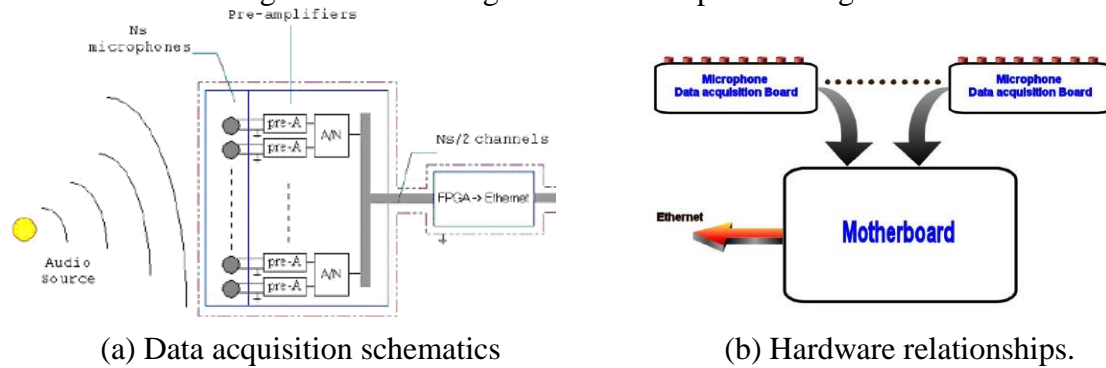 Pre-amplifiers
Ns
microphones
pre-A
pre-A
A/N
Ns/2 channels
FPGA→Ethernet
Audio
Source
pre-A
pre-A
A/N
(a) Data acquisition schematics
Microphone
Data acquisition Board
Microphone
Data acquisition Board
Ethernet
Motherboard
(b) Hardware relationships.